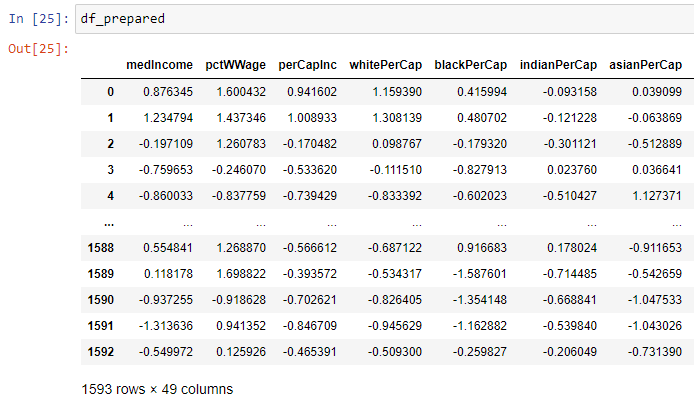 In [25]: df_prepared
Out[25]:
medIncome pctWWage perCapInc whitePerCap blackPerCap indianPerCap asianPerCap
0 0.876345 1.600432 0.941602 1.159390 0.415994 -0.093158 0.039099
1 1.234794 1.437346 1.008933 1.308139 0.480702 -0.121228 -0.063869
2 -0.197109 1.260783 -0.170482 0.098767 -0.179320 -0.301121 -0.512889
3 -0.759653 -0.246070 -0.533620 -0.111510 -0.827913 0.023760 0.036641
4 -0.860033 -0.837759 -0.739429 -0.833392 -0.602023 -0.510427 1.127371
... ... ... ... ... ... ... ...
1588 0.554841 1.268870 -0.566612 -0.687122 0.916683 0.178024 -0.911653
1589 0.118178 1.698822 -0.393572 -0.534317 -1.587601 -0.714485 -0.542659
1590 -0.937255 -0.918628 -0.702621 -0.826405 -1.354148 -0.668841 -1.047533
1591 -1.313636 0.941352 -0.846709 -0.945629 -1.162882 -0.539840 -1.043026
1592 -0.549972 0.125926 -0.465391 -0.509300 -0.259827 -0.206049 -0.731390
1593 rows × 49 columns